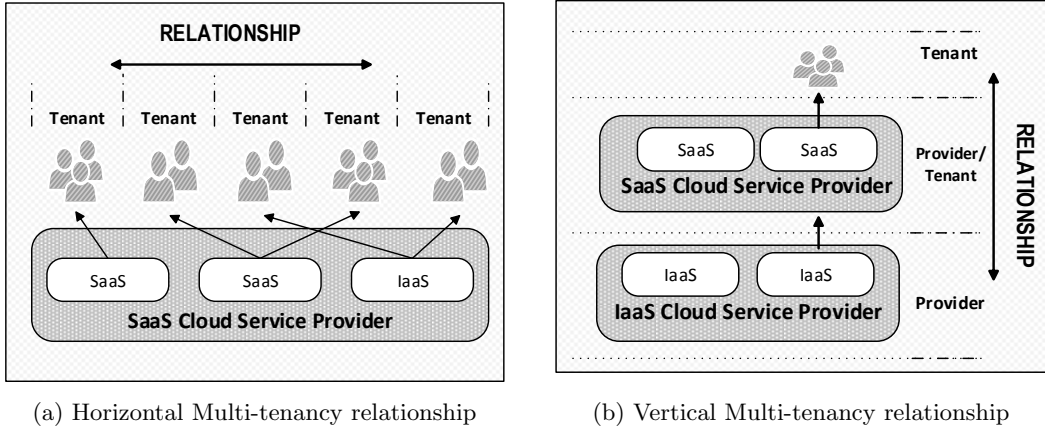 RELATIONSHIP
Tenant Tenant Tenant Tenant Tenant
SaaS SaaS IaaS
SaaS Cloud Service Provider
(a) Horizontal Multi-tenancy relationship
Tenant
SaaS SaaS
SaaS Cloud Service Provider
Provider/
Tenant
IaaS IaaS
IaaS Cloud Service Provider
Provider
RELATIONSHIP
(b) Vertical Multi-tenancy relationship